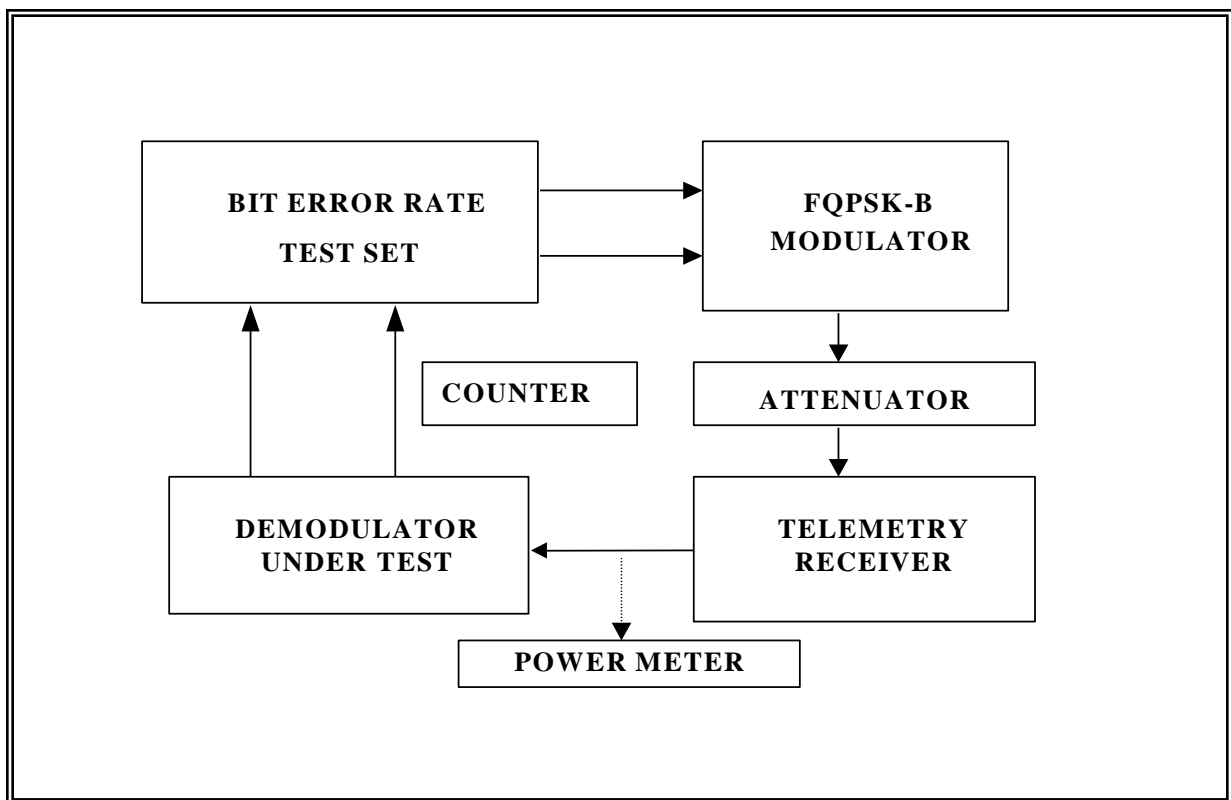 BIT ERROR RATE
TEST SET
FQPSK-B
MODULATOR
COUNTER
ATTENUATOR
DEMODULATOR
UNDER TEST
TELEMETRY
RECEIVER
POWER METER